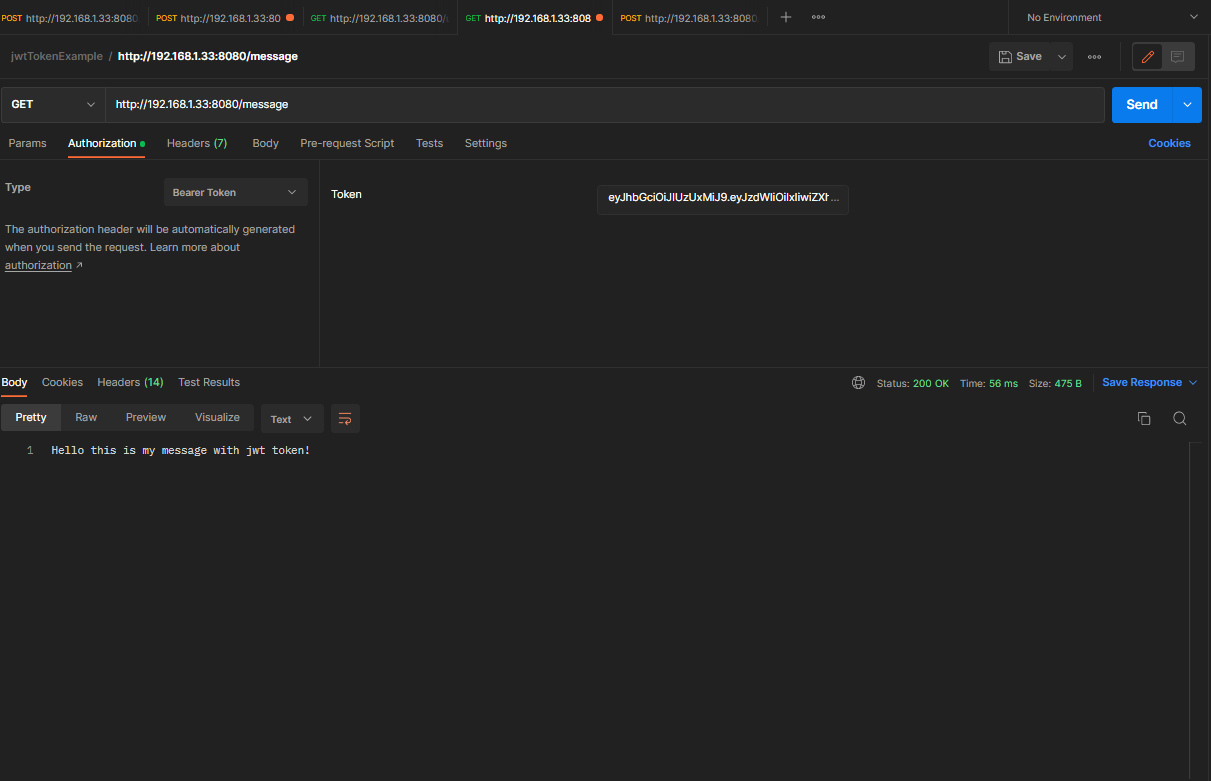 POST http://192.168.1.33:8080 POST http://192.168.1.33:80 GET http://192.168.1.33:8080/ GET http://192.168.1.33:808 POST http://192.168.1.33:8080 No Environment
jwtTokenExample / http://192.168.1.33:8080/message Save
GET http://192.168.1.33:8080/message Send
Params Authorization Headers (7) Body Pre-request Script Tests Settings Cookies
Type Bearer Token Token eyJhbGciOiJIUzUxMiJ9.eyJzdWIiOiIxIiwiZXh...
The authorization header will be automatically generated
when you send the request. Learn more about
authorization ↗
Body Cookies Headers (14) Test Results Status: 200 OK Time: 56 ms Size: 475 B Save Response
Pretty Raw Preview Visualize Text
1 Hello this is my message with jwt token!